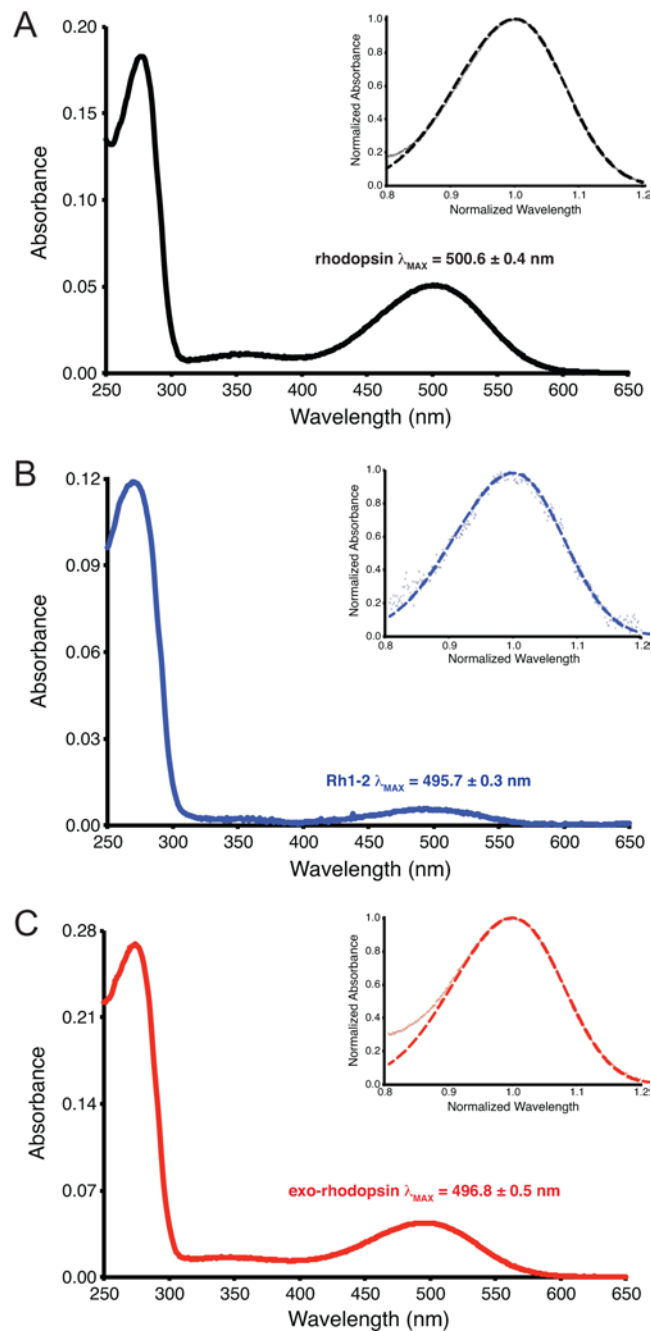 A
0.20
0.15
0.10
0.05
0.00
Absorbance
250 300 350 400 450 500 550 600 650
Wavelength (nm)
rhodopsin λMAX = 500.6 ± 0.4 nm
1.0
0.8
0.6
0.4
0.2
0.0
Normalized Absorbance
0.8 0.9 1.0 1.1 1.2
Normalized Wavelength
B
0.12
0.09
0.06
0.03
0.00
Absorbance
250 300 350 400 450 500 550 600 650
Wavelength (nm)
Rh1-2 λMAX = 495.7 ± 0.3 nm
1.0
0.8
0.6
0.4
0.2
0.0
Normalized Absorbance
0.8 0.9 1.0 1.1 1.25
Normalized Wavelength
C
0.28
0.21
0.14
0.07
0.00
Absorbance
250 300 350 400 450 500 550 600 650
Wavelength (nm)
exo-rhodopsin λMAX = 496.8 ± 0.5 nm
1.0
0.8
0.6
0.4
0.2
0.0
Normalized Absorbance
0.8 0.9 1.0 1.1 1.25
Normalized Wavelength